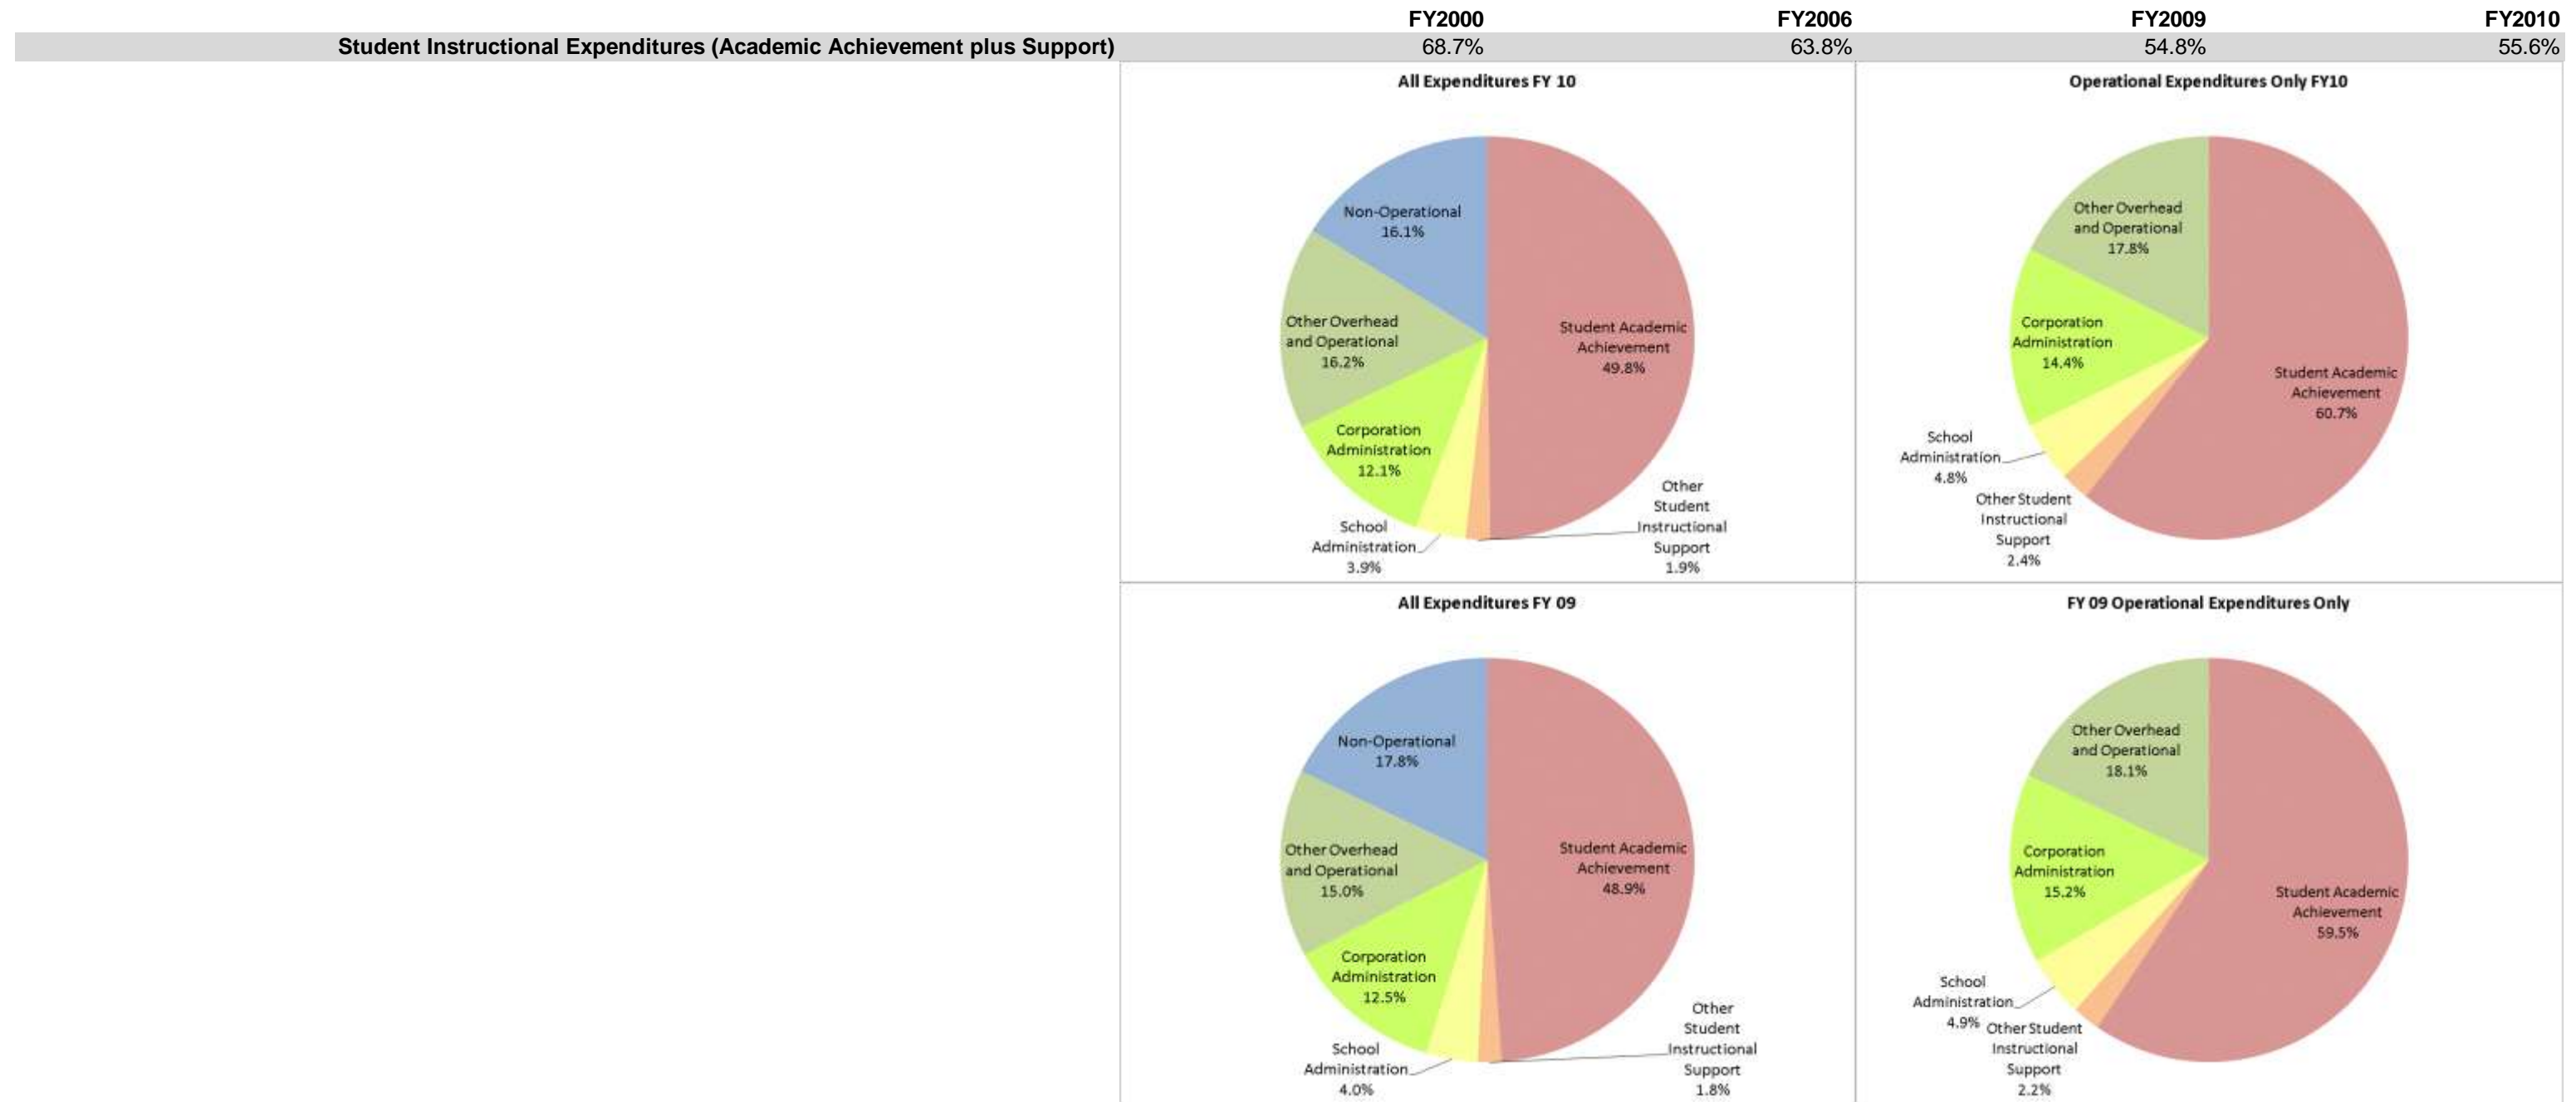 FY2000 FY2006 FY2009 FY2010
Student Instructional Expenditures (Academic Achievement plus Support) 68.7% 63.8% 54.8% 55.6%
All Expenditures FY 10
Non-Operational
16.1%
Other Overhead
and Operational
16.2%
Corporation
Administration
12.1%
School
Administration
3.9%
Student Academic
Achievement
49.8%
Other
Student
Instructional
Support
1.9%
Operational Expenditures Only FY10
Other Overhead
and Operational
17.8%
Corporation
Administration
14.4%
School
Administration
4.8%
Other Student
Instructional
Support
2.4%
Student Academic
Achievement
60.7%
All Expenditures FY 09
Non-Operational
17.8%
Other Overhead
and Operational
15.0%
Corporation
Administration
12.5%
School
Administration
4.0%
Student Academic
Achievement
48.9%
Other
Student
Instructional
Support
1.8%
FY 09 Operational Expenditures Only
Other Overhead
and Operational
18.1%
Corporation
Administration
15.2%
School
Administration
4.9%
Other Student
Instructional
Support
2.2%
Student Academic
Achievement
59.5%